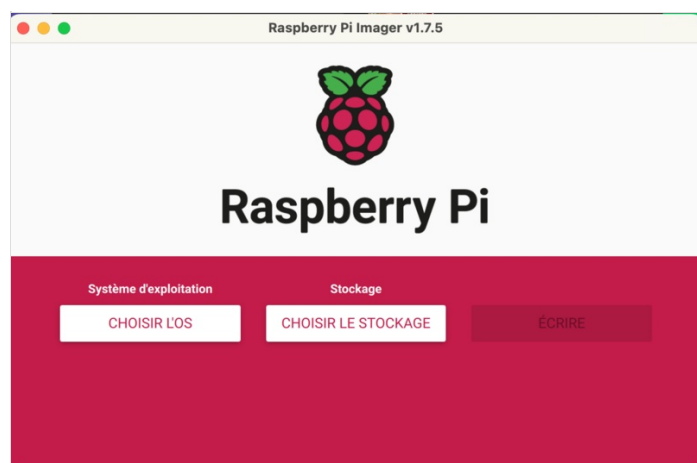 Raspberry Pi Imager v1.7.5
Raspberry Pi
Système d'exploitation
Stockage
CHOISIR L'OS
CHOISIR LE STOCKAGE
ÉCRIRE